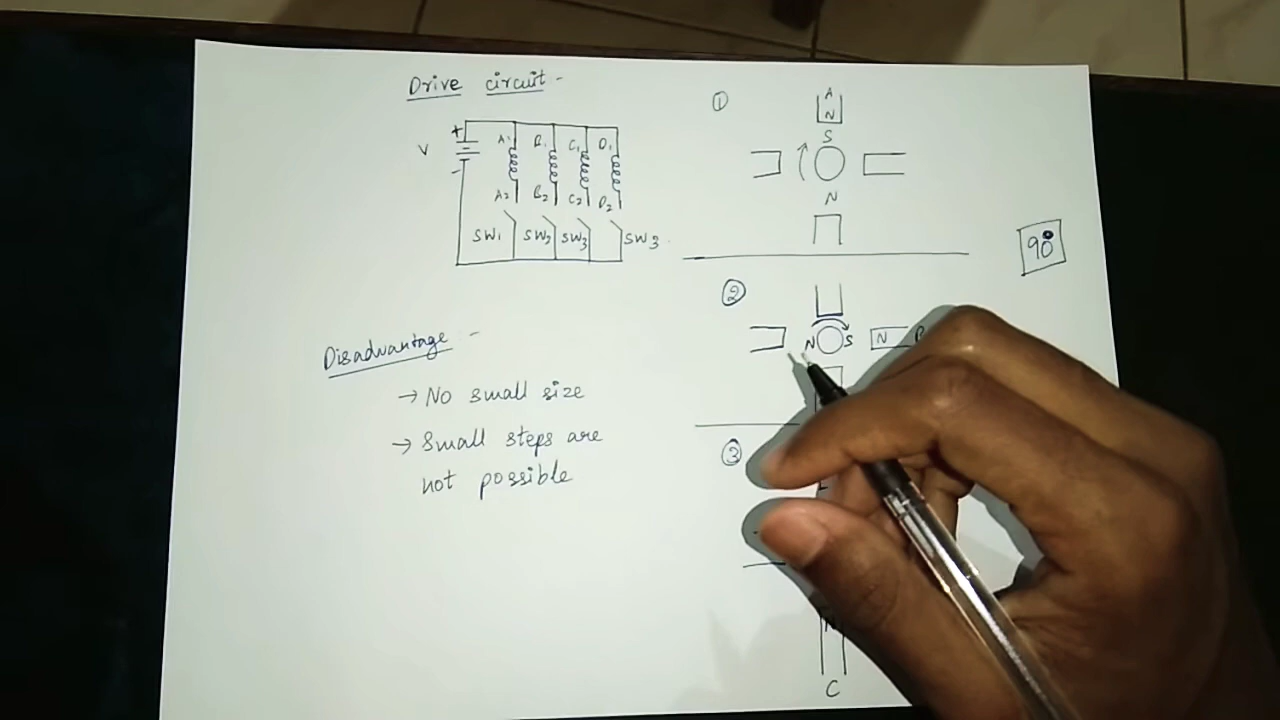 Drive circuit -
+
V
-
A1 B1 C1 D1
A2 B2 C2 D2
SW1 SW2 SW3 SW3
Disadvantage -
→ No small size
→ Small steps are
not possible
①
A
N
S
N
90°
②
N S N
③
C